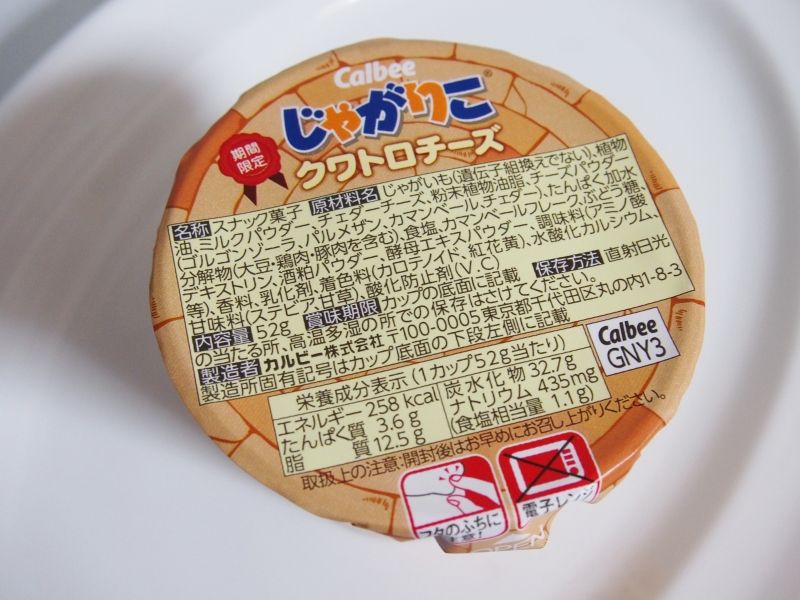 Calbee
じゃがりこ®
クワトロチーズ
期間
限定
名称 スナック菓子 原材料名 じゃがいも(遺伝子組換えでない)、植物
油、ミルクパウダー、チェダーチーズ、粉末植物油脂、チーズパウダー
(ゴルゴンゾーラ、パルメザン、カマンベール、チェダー)、たんぱく加水
分解物(大豆・鶏肉・豚肉を含む)、食塩、カマンベールフレーク、ぶどう糖、
デキストリン、酒粕パウダー、酵母エキスパウダー、調味料(アミノ酸
等)、香料、乳化剤、着色料(カロテノイド、紅花黄)、水酸化カルシウム、
甘味料(ステビア、甘草)、酸化防止剤(V.C)
内容量 52g 賞味期限 カップの底面に記載 保存方法 直射日光
の当たる所、高温多湿の所での保存はさけてください。
製造者 カルビー株式会社 〒100-0005 東京都千代田区丸の内1-8-3
製造所固有記号はカップ底面の下段左側に記載
Calbee
GNY3
栄養成分表示(1カップ52g当たり)
エネルギー 258 kcal 炭水化物 32.7g
たんぱく質 3.6 g ナトリウム 435mg
脂質 12.5 g (食塩相当量 1.1g)
取扱上の注意:開封後はお早めにお召し上がりください。
フタのふちに
注意!
電子レンジ
OPEN